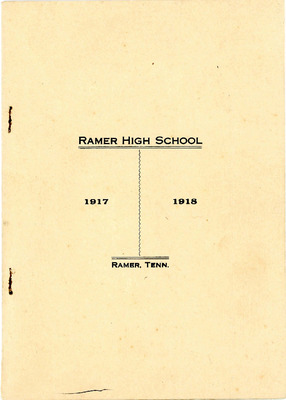 RAMER HIGH SCHOOL
1917 1918
RAMER, TENN.